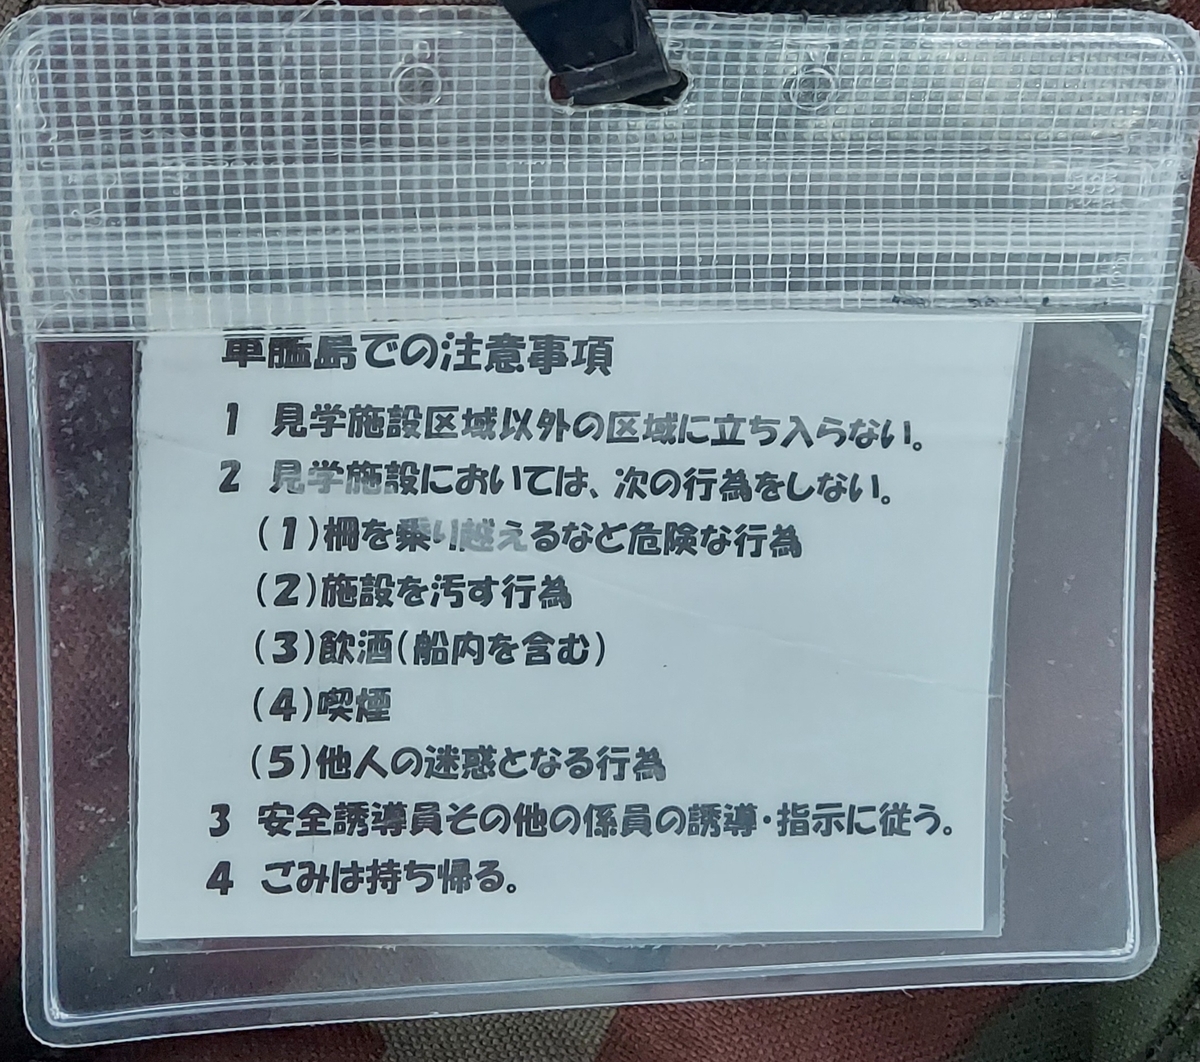 軍艦島での注意事項
1 見学施設区域以外の区域に立ち入らない。
2 見学施設においては、次の行為をしない。
(1)柵を乗り越えるなど危険な行為
(2)施設を汚す行為
(3)飲酒(船内を含む)
(4)喫煙
(5)他人の迷惑となる行為
3 安全誘導員その他の係員の誘導・指示に従う。
4 ごみは持ち帰る。